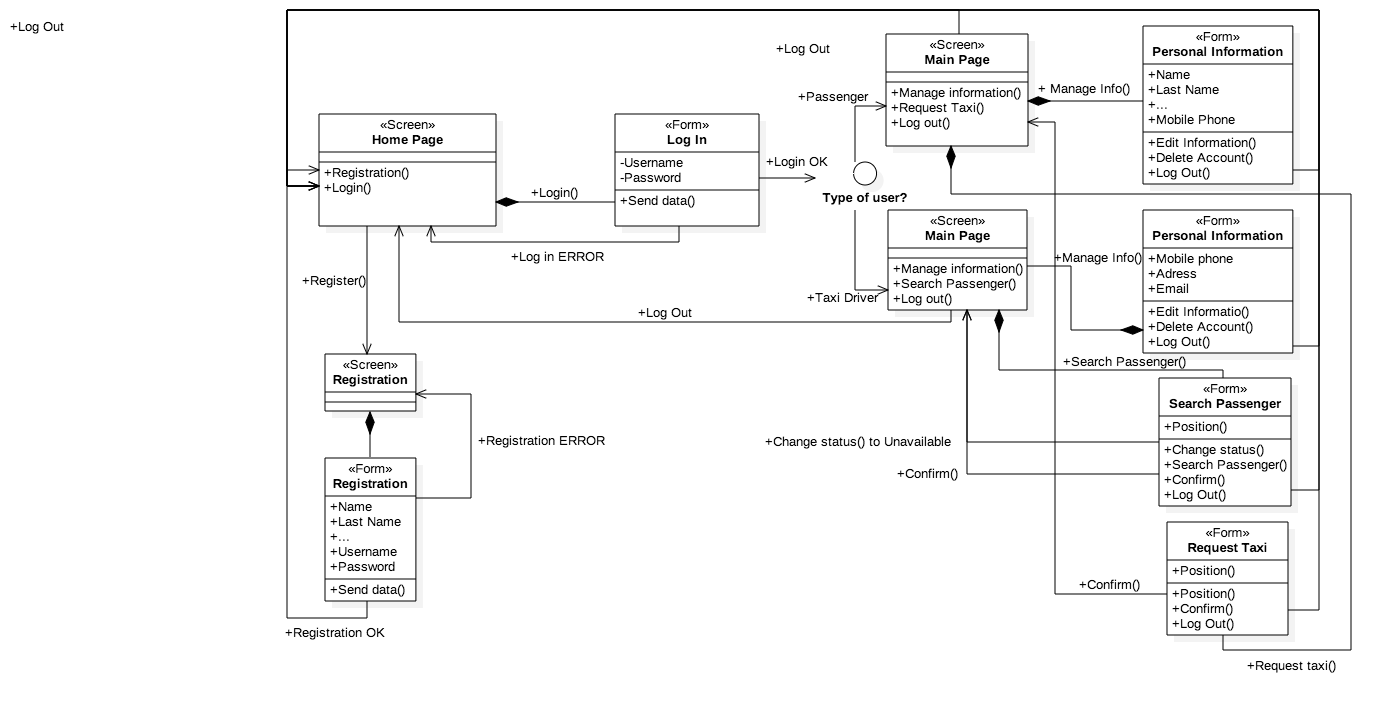 +Log Out
«Screen»
Home Page
+Registration()
+Login()
+Login()
«Form»
Log In
-Username
-Password
+Send data()
+Login OK
+Log in ERROR
+Log Out
+Passenger
Type of user?
+Taxi Driver
«Screen»
Main Page
+Manage information()
+Request Taxi()
+Log out()
+ Manage Info()
«Form»
Personal Information
+Name
+Last Name
+...
+Mobile Phone
+Edit Information()
+Delete Account()
+Log Out()
«Screen»
Main Page
+Manage information()
+Search Passenger()
+Log out()
+Manage Info()
«Form»
Personal Information
+Mobile phone
+Adress
+Email
+Edit Informatio()
+Delete Account()
+Log Out()
+Register()
+Log Out
+Search Passenger()
«Screen»
Registration
+Registration ERROR
«Form»
Registration
+Name
+Last Name
+...
+Username
+Password
+Send data()
+Registration OK
+Change status() to Unavailable
+Confirm()
«Form»
Search Passenger
+Position()
+Change status()
+Search Passenger()
+Confirm()
+Log Out()
+Confirm()
«Form»
Request Taxi
+Position()
+Position()
+Confirm()
+Log Out()
+Request taxi()